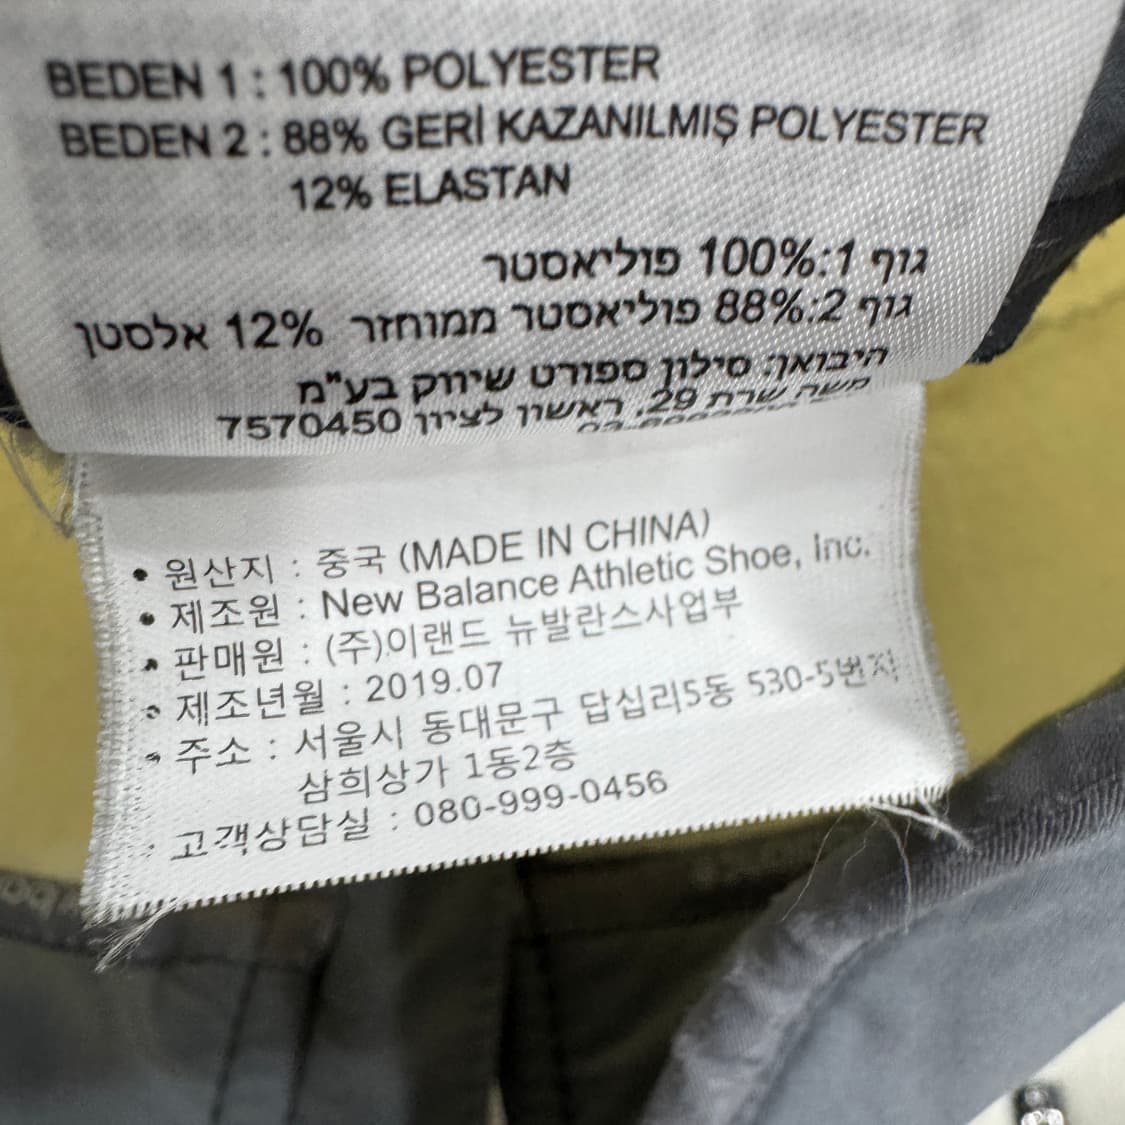 BEDEN 1 : 100% POLYESTER
BEDEN 2 : 88% GERİ KAZANILMIŞ POLYESTER
12% ELASTAN
גוף 1:100% פוליאסטר
גוף 2:88% פוליאסטר ממוחזר 12% אלסטן
היבואן: סילון ספורט שיווק בע"מ
משה שרת 29, ראשון לציון 7570450
• 원산지 : 중국 (MADE IN CHINA)
• 제조원 : New Balance Athletic Shoe, Inc.
• 판매원 : (주)이랜드 뉴발란스사업부
• 제조년월 : 2019.07
• 주소 : 서울시 동대문구 답십리5동 530-5번지
삼희상가 1동2층
• 고객상담실 : 080-999-0456